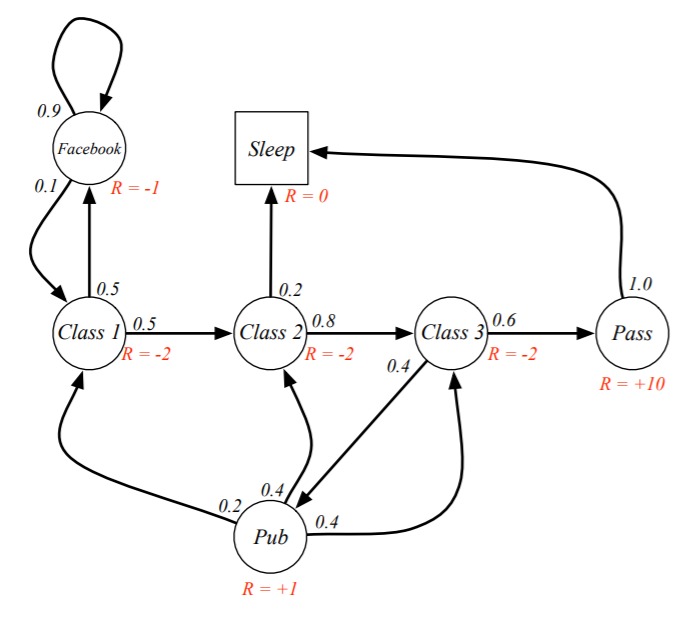 0.9
Facebook
0.1
R = -1
Sleep
R = 0
0.5
Class 1
0.5
R = -2
0.2
Class 2
0.8
R = -2
Class 3
0.6
R = -2
0.4
1.0
Pass
R = +10
0.2
0.4
Pub
0.4
R = +1